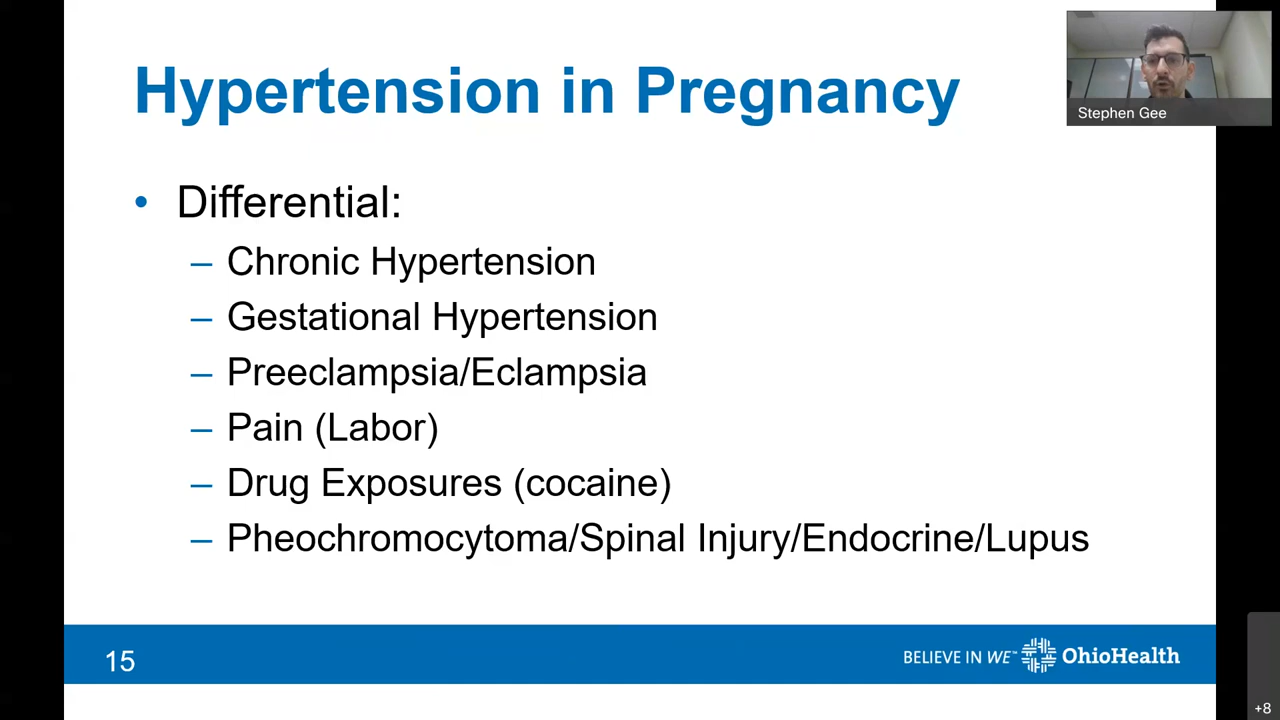 Hypertension in Pregnancy
Stephen Gee
• Differential:
– Chronic Hypertension
– Gestational Hypertension
– Preeclampsia/Eclampsia
– Pain (Labor)
– Drug Exposures (cocaine)
– Pheochromocytoma/Spinal Injury/Endocrine/Lupus
15
BELIEVE IN WE™ OhioHealth
+8